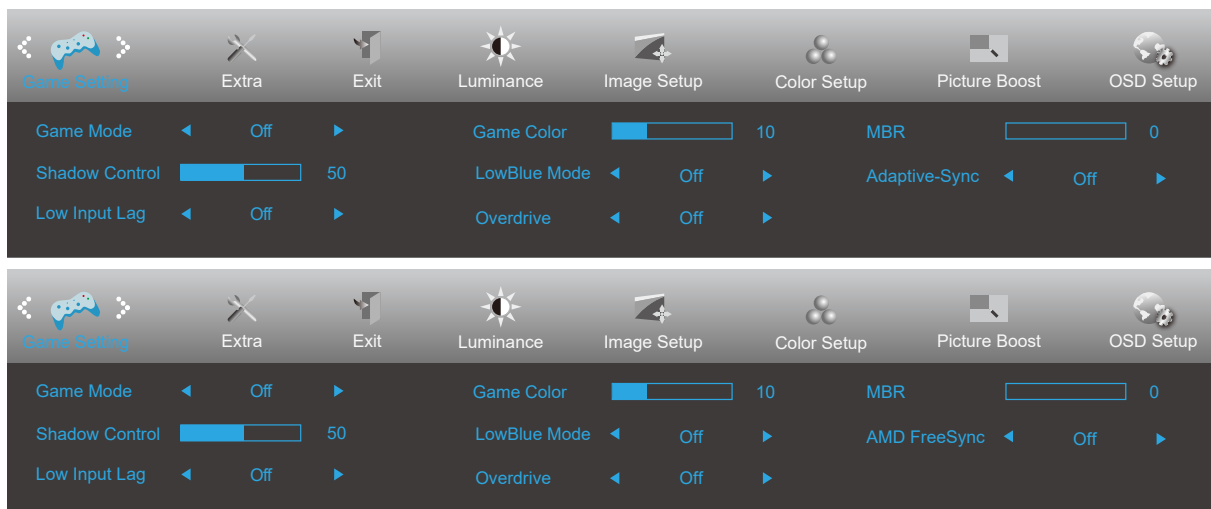 Game Setting Extra Exit Luminance Image Setup Color Setup Picture Boost OSD Setup
Game Mode Off Game Color 10 MBR 0
Shadow Control 50 LowBlue Mode Off Adaptive-Sync Off
Low Input Lag Off Overdrive Off
Game Setting Extra Exit Luminance Image Setup Color Setup Picture Boost OSD Setup
Game Mode Off Game Color 10 MBR 0
Shadow Control 50 LowBlue Mode Off AMD FreeSync Off
Low Input Lag Off Overdrive Off